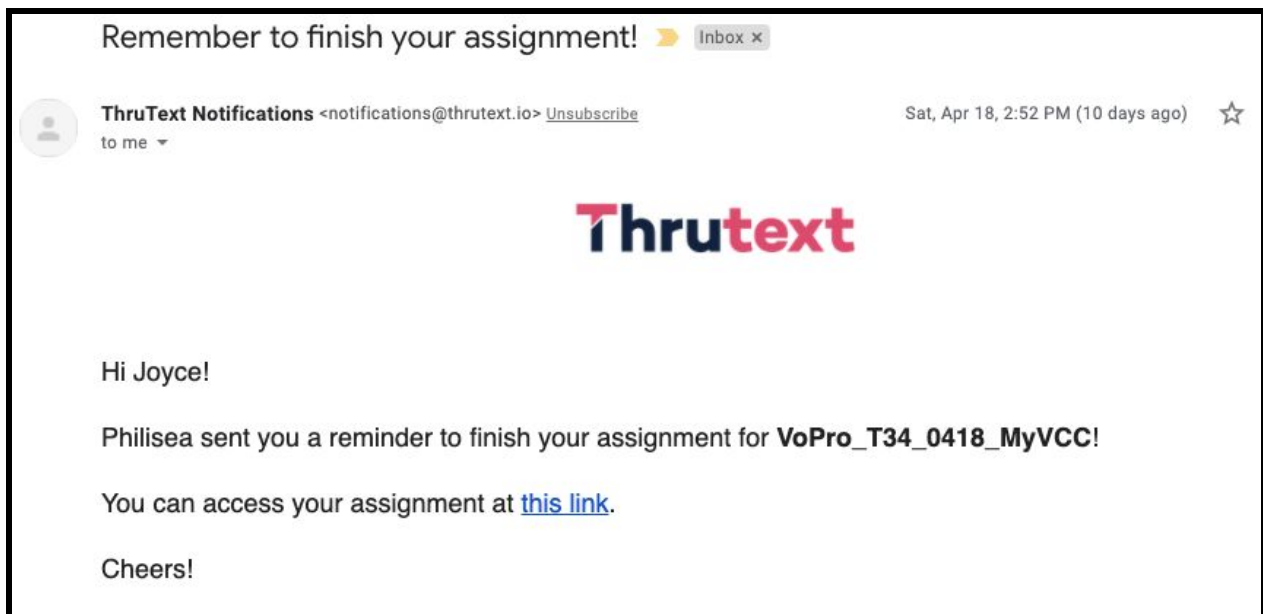 Remember to finish your assignment! Inbox x
ThruText Notifications <notifications@thrutext.io> Unsubscribe Sat, Apr 18, 2:52 PM (10 days ago)
to me
Thrutext
Hi Joyce!
Philisea sent you a reminder to finish your assignment for VoPro_T34_0418_MyVCC!
You can access your assignment at this link.
Cheers!